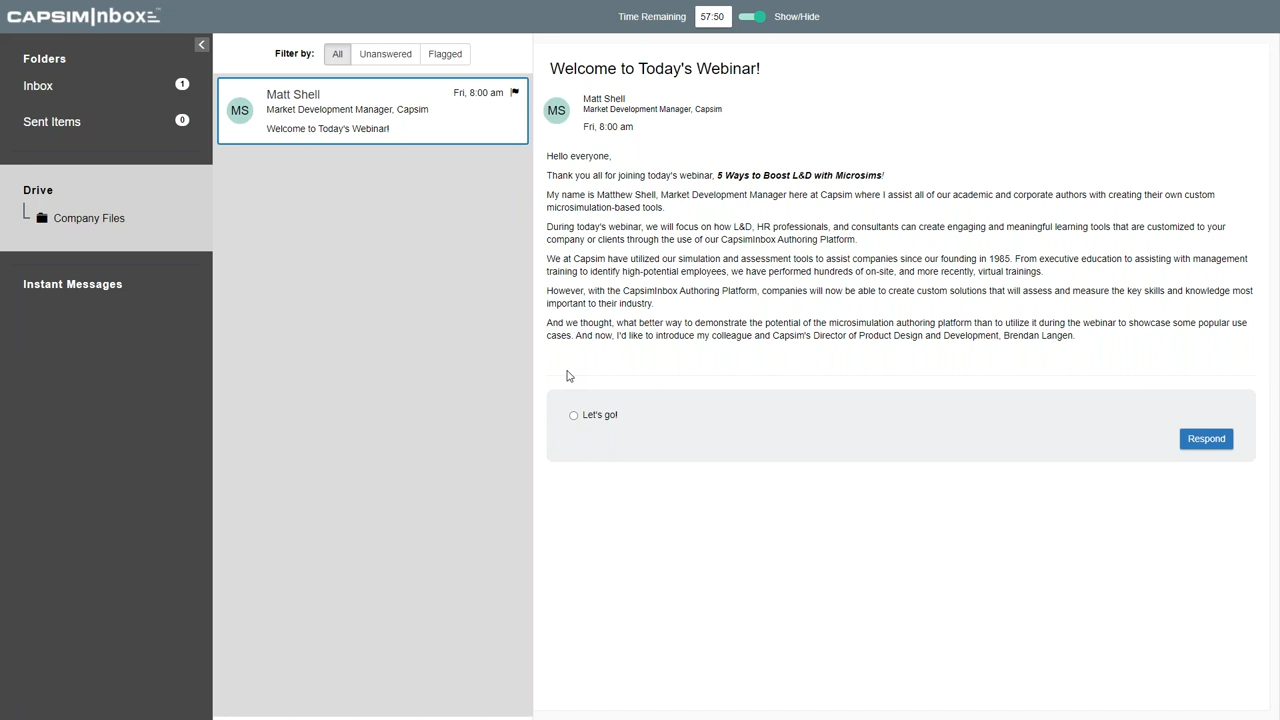 CAPSIM|nbox
Time Remaining 57:50 Show/Hide
Folders
Inbox 1
Sent Items 0
Drive
Company Files
Instant Messages
Filter by: All Unanswered Flagged
MS
Matt Shell Fri, 8:00 am
Market Development Manager, Capsim
Welcome to Today's Webinar!
Welcome to Today's Webinar!
MS
Matt Shell
Market Development Manager, Capsim
Fri, 8:00 am
Hello everyone,
Thank you all for joining today's webinar, 5 Ways to Boost L&D with Microsims!
My name is Matthew Shell, Market Development Manager here at Capsim where I assist all of our academic and corporate authors with creating their own custom
microsimulation-based tools.
During today's webinar, we will focus on how L&D, HR professionals, and consultants can create engaging and meaningful learning tools that are customized to your
company or clients through the use of our CapsimInbox Authoring Platform.
We at Capsim have utilized our simulation and assessment tools to assist companies since our founding in 1985. From executive education to assisting with management
training to identify high-potential employees, we have performed hundreds of on-site, and more recently, virtual trainings.
However, with the CapsimInbox Authoring Platform, companies will now be able to create custom solutions that will assess and measure the key skills and knowledge most
important to their industry.
And we thought, what better way to demonstrate the potential of the microsimulation authoring platform than to utilize it during the webinar to showcase some popular use
cases. And now, I'd like to introduce my colleague and Capsim's Director of Product Design and Development, Brendan Langen.
Let's go!
Respond